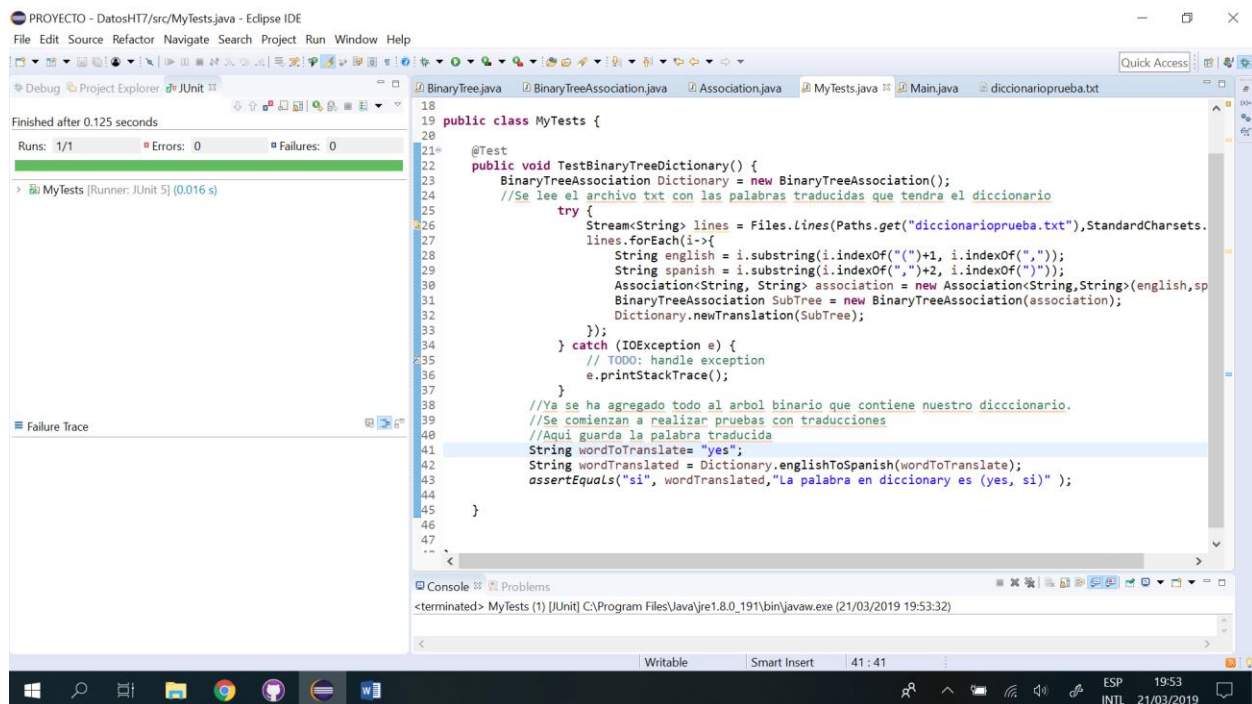 PROYECTO - DatosHT7/src/MyTests.java - Eclipse IDE
File Edit Source Refactor Navigate Search Project Run Window Help
Quick Access
Debug Project Explorer JUnit
BinaryTree.java BinaryTreeAssociation.java Association.java MyTests.java Main.java diccionarioprueba.txt
Finished after 0.125 seconds
Runs: 1/1 Errors: 0 Failures: 0
MyTests [Runner: JUnit 5] (0.016 s)
Failure Trace
18
19 public class MyTests {
20
21 @Test
22 public void TestBinaryTreeDictionary() {
23 BinaryTreeAssociation Dictionary = new BinaryTreeAssociation();
24 //Se lee el archivo txt con las palabras traducidas que tendra el diccionario
25 try {
26 Stream<String> lines = Files.lines(Paths.get("diccionarioprueba.txt"),StandardCharsets.
27 lines.forEach(i->{
28 String english = i.substring(i.indexOf("(")+1, i.indexOf(","));
29 String spanish = i.substring(i.indexOf(",")+2, i.indexOf(")"));
30 Association<String, String> association = new Association<String,String>(english,sp
31 BinaryTreeAssociation SubTree = new BinaryTreeAssociation(association);
32 Dictionary.newTranslation(SubTree);
33 });
34 } catch (IOException e) {
35 // TODO: handle exception
36 e.printStackTrace();
37 }
38 //Ya se ha agregado todo al arbol binario que contiene nuestro dicccionario.
39 //Se comienzan a realizar pruebas con traducciones
40 //Aqui guarda la palabra traducida
41 String wordToTranslate= "yes";
42 String wordTranslated = Dictionary.englishToSpanish(wordToTranslate);
43 assertEquals("si", wordTranslated,"La palabra en diccionary es (yes, si)" );
44
45 }
46
47
Console Problems
<terminated> MyTests (1) [JUnit] C:\Program Files\Java\jre1.8.0_191\bin\javaw.exe (21/03/2019 19:53:32)
Writable Smart Insert 41 : 41
ESP 19:53
INTL 21/03/2019